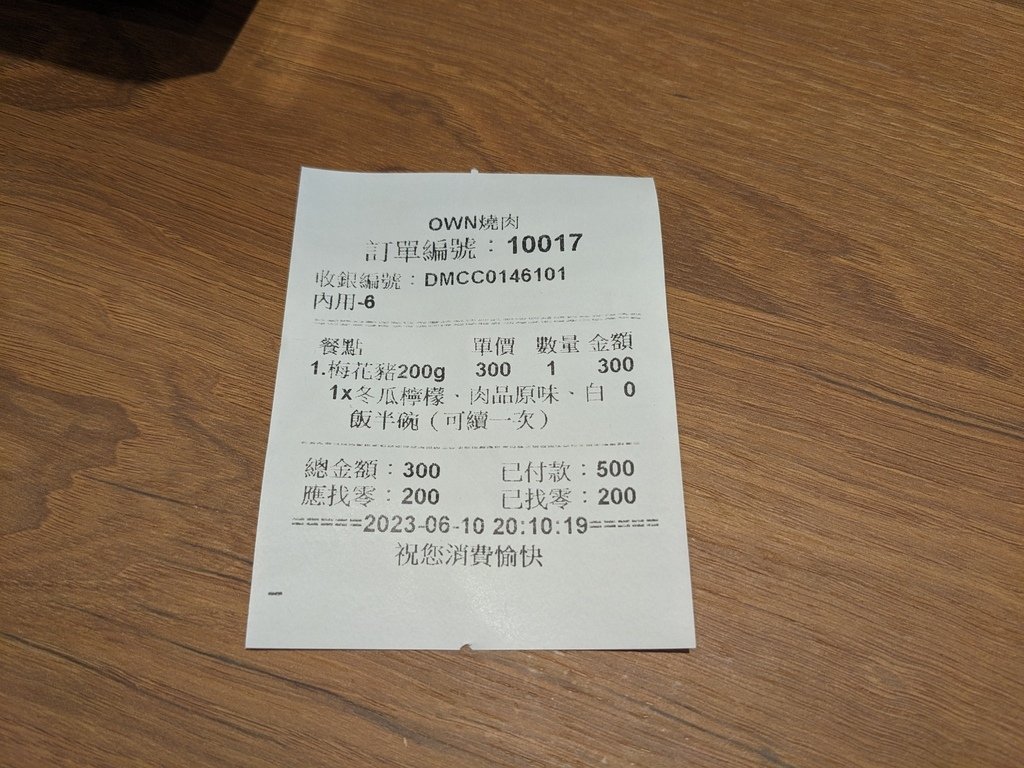 OWN燒肉
訂單編號：10017
收銀編號：DMCC0146101
內用-6
餐點 單價 數量 金額
1.梅花豬200g 300 1 300
1x冬瓜檸檬、肉品原味、白 0
飯半碗（可續一次）
總金額：300 已付款：500
應找零：200 已找零：200
2023-06-10 20:10:19
祝您消費愉快